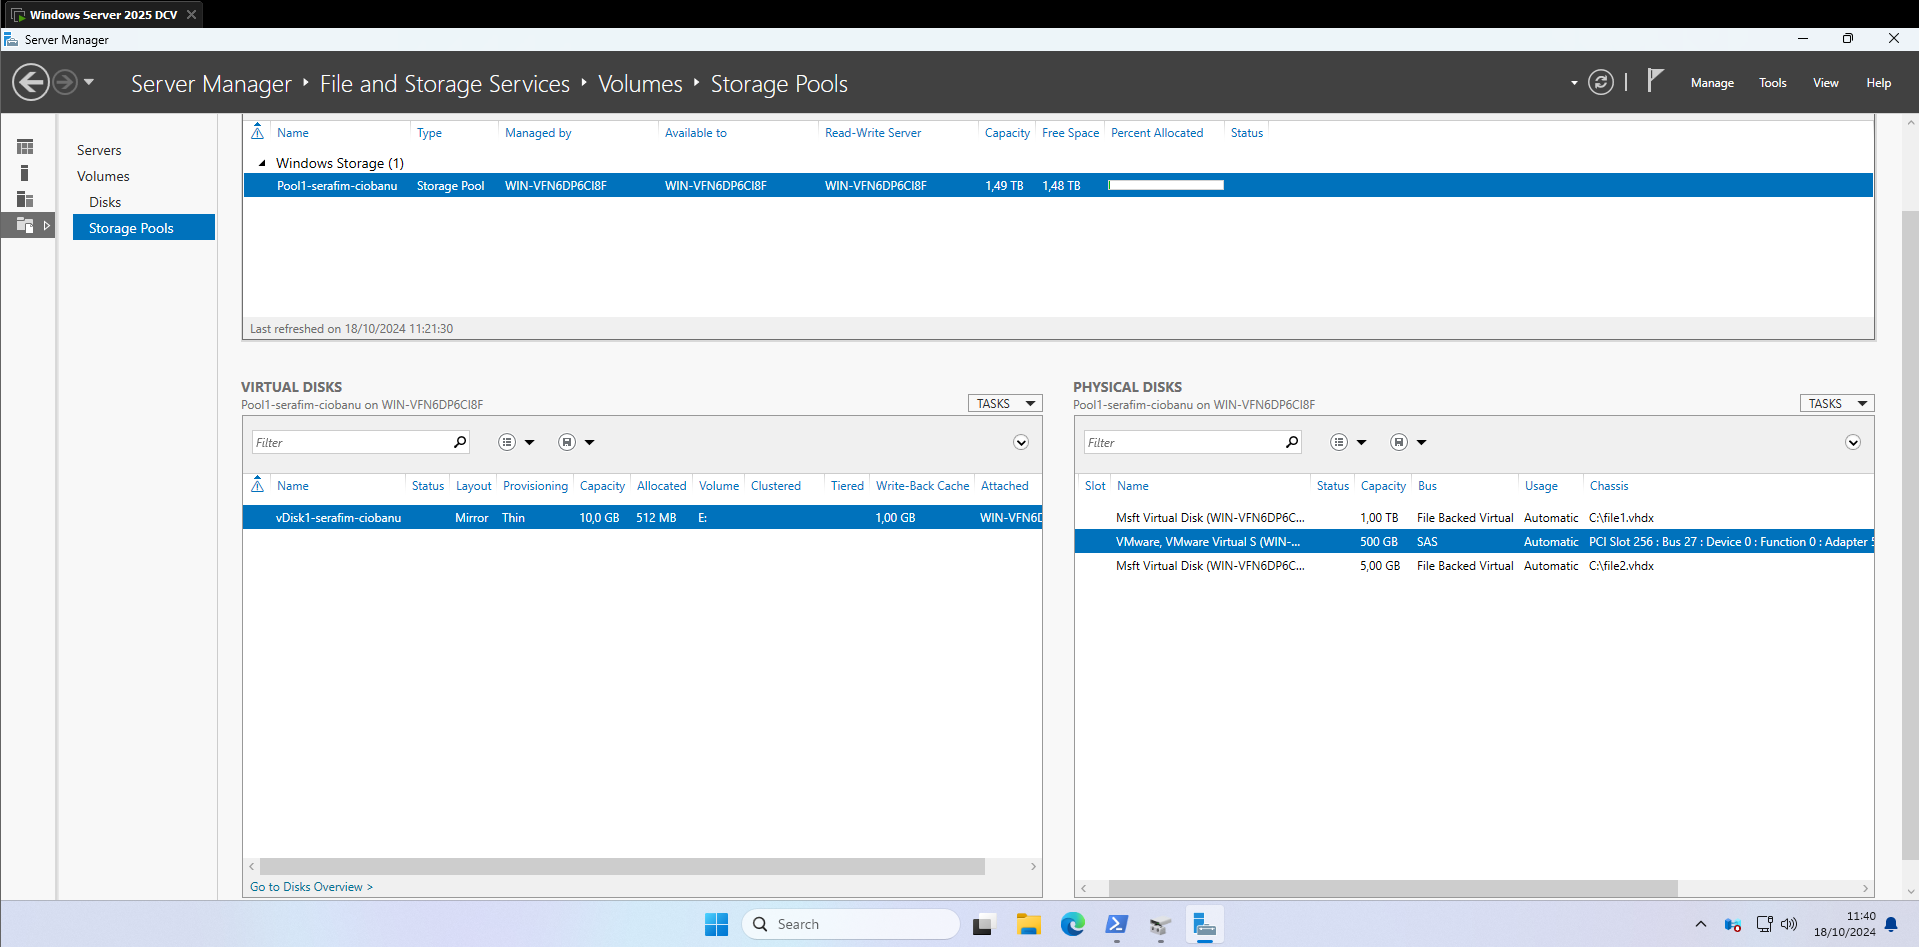 Windows Server 2025 DCV
Server Manager
Server Manager File and Storage Services Volumes Storage Pools
Manage Tools View Help
Servers
Volumes
Disks
Storage Pools
Name Type Managed by Available to Read-Write Server Capacity Free Space Percent Allocated Status
Windows Storage (1)
Pool1-serafim-ciobanu Storage Pool WIN-VFN6DP6CI8F WIN-VFN6DP6CI8F WIN-VFN6DP6CI8F 1,49 TB 1,48 TB
Last refreshed on 18/10/2024 11:21:30
VIRTUAL DISKS
Pool1-serafim-ciobanu on WIN-VFN6DP6CI8F
TASKS
Filter
Name Status Layout Provisioning Capacity Allocated Volume Clustered Tiered Write-Back Cache Attached
vDisk1-serafim-ciobanu Mirror Thin 10,0 GB 512 MB E: 1,00 GB WIN-VFN6D
Go to Disks Overview >
PHYSICAL DISKS
Pool1-serafim-ciobanu on WIN-VFN6DP6CI8F
TASKS
Filter
Slot Name Status Capacity Bus Usage Chassis
Msft Virtual Disk (WIN-VFN6DP6C... 1,00 TB File Backed Virtual Automatic C:\file1.vhdx
VMware, VMware Virtual S (WIN-... 500 GB SAS Automatic PCI Slot 256 : Bus 27 : Device 0 : Function 0 : Adapter
Msft Virtual Disk (WIN-VFN6DP6C... 5,00 GB File Backed Virtual Automatic C:\file2.vhdx
Search
11:40
18/10/2024